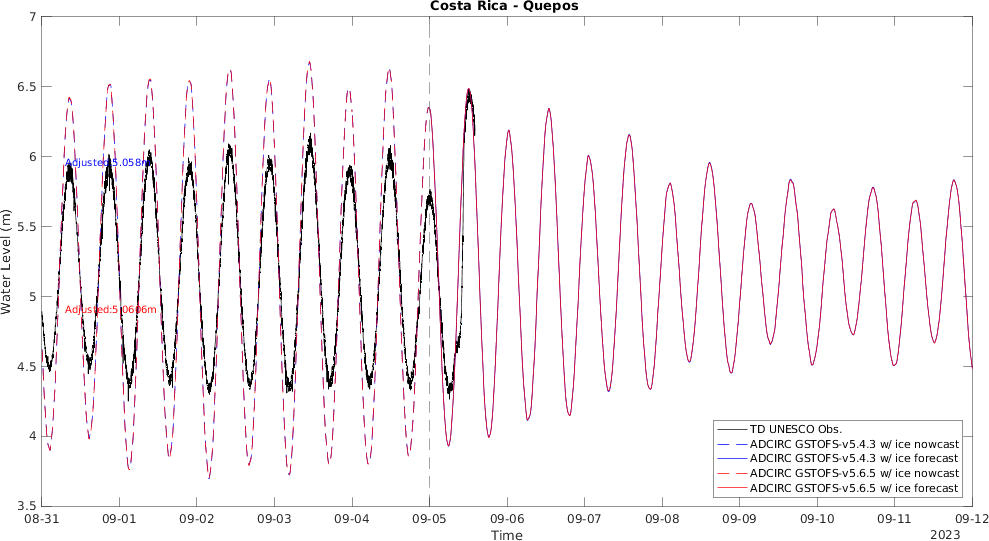 Costa Rica - Quepos
7
6.5
6
5.5
5
4.5
4
3.5
Water Level (m)
Adjusted:5.058m
Adjusted:5.0606m
TD UNESCO Obs.
ADCIRC GSTOFS-v5.4.3 w/ ice nowcast
ADCIRC GSTOFS-v5.4.3 w/ ice forecast
ADCIRC GSTOFS-v5.6.5 w/ ice nowcast
ADCIRC GSTOFS-v5.6.5 w/ ice forecast
08-31 09-01 09-02 09-03 09-04 09-05 09-06 09-07 09-08 09-09 09-10 09-11 09-12
Time
2023